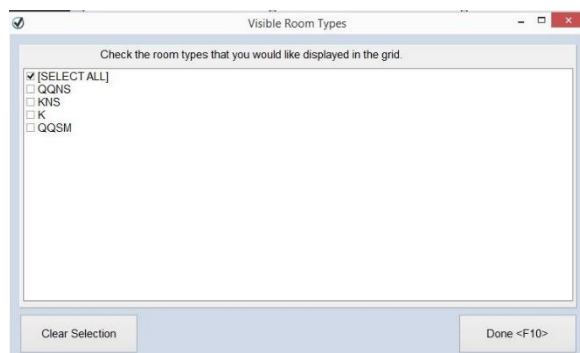 Visible Room Types
Check the room types that you would like displayed in the grid.
[SELECT ALL]
QQNS
KNS
K
QQSM
Clear Selection
Done <F10>